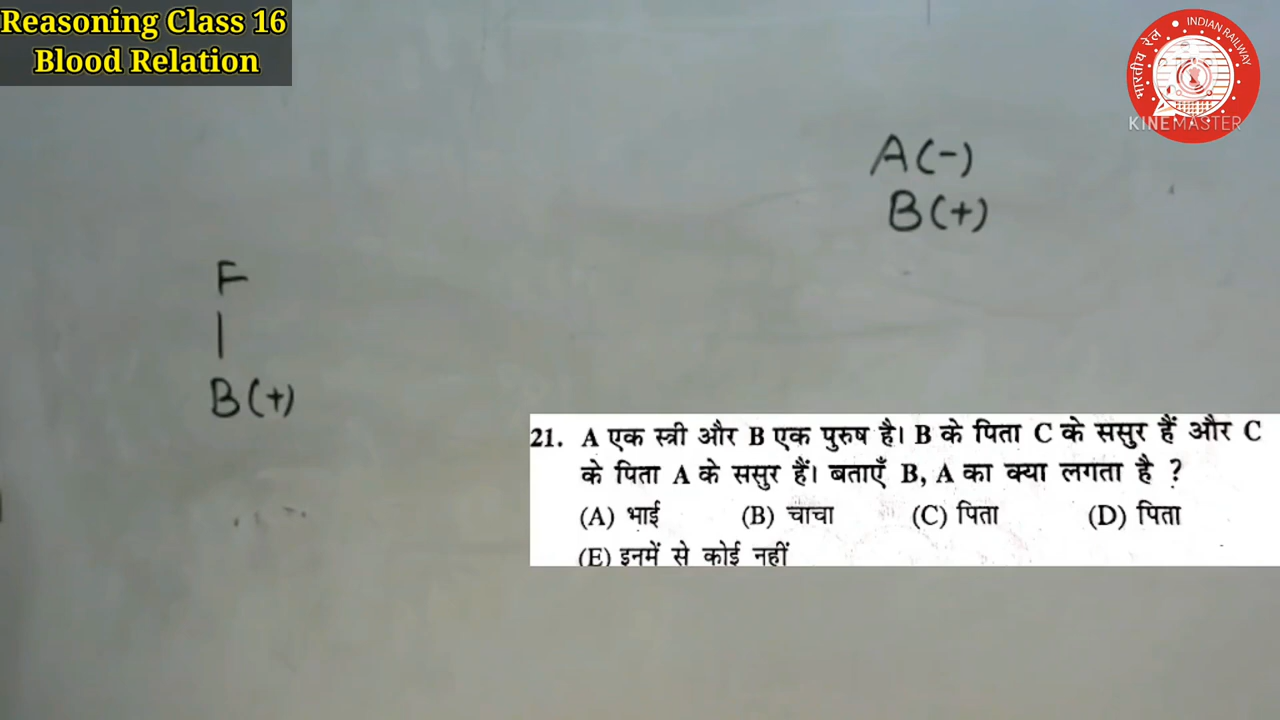 Reasoning Class 16
Blood Relation
भारतीय रेल
INDIAN RAILWAY
KINEMASTER
A (-)
B (+)
F
|
B (+)
21. A एक स्त्री और B एक पुरुष है। B के पिता C के ससुर हैं और C
के पिता A के ससुर हैं। बताएँ B, A का क्या लगता है ?
(A) भाई (B) चाचा (C) पिता (D) पिता
(E) इनमें से कोई नहीं